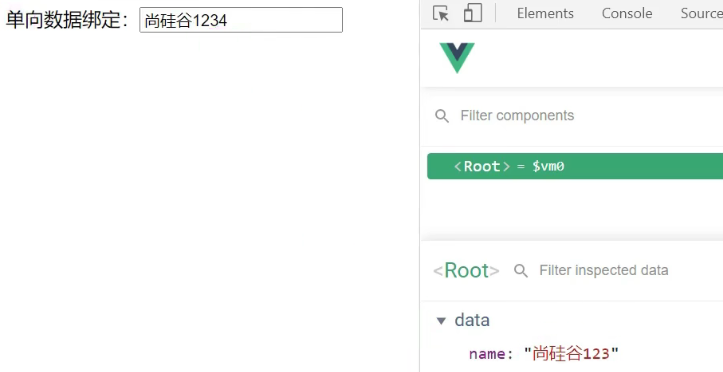 单向数据绑定：尚硅谷1234
Elements Console Source
Filter components
<Root> = $vm0
<Root> Filter inspected data
data
name: "尚硅谷123"